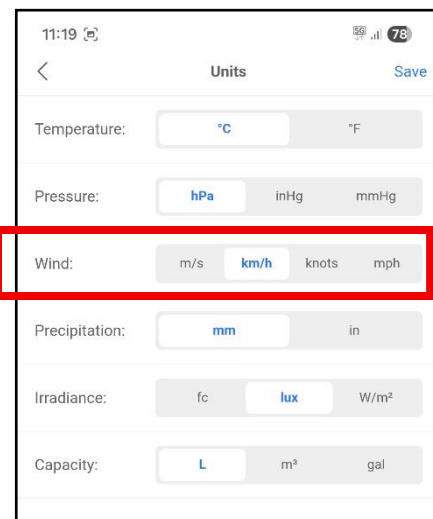 11:19 5G 78
Units Save
Temperature: °C °F
Pressure: hPa inHg mmHg
Wind: m/s km/h knots mph
Precipitation: mm in
Irradiance: fc lux W/m²
Capacity: L m³ gal